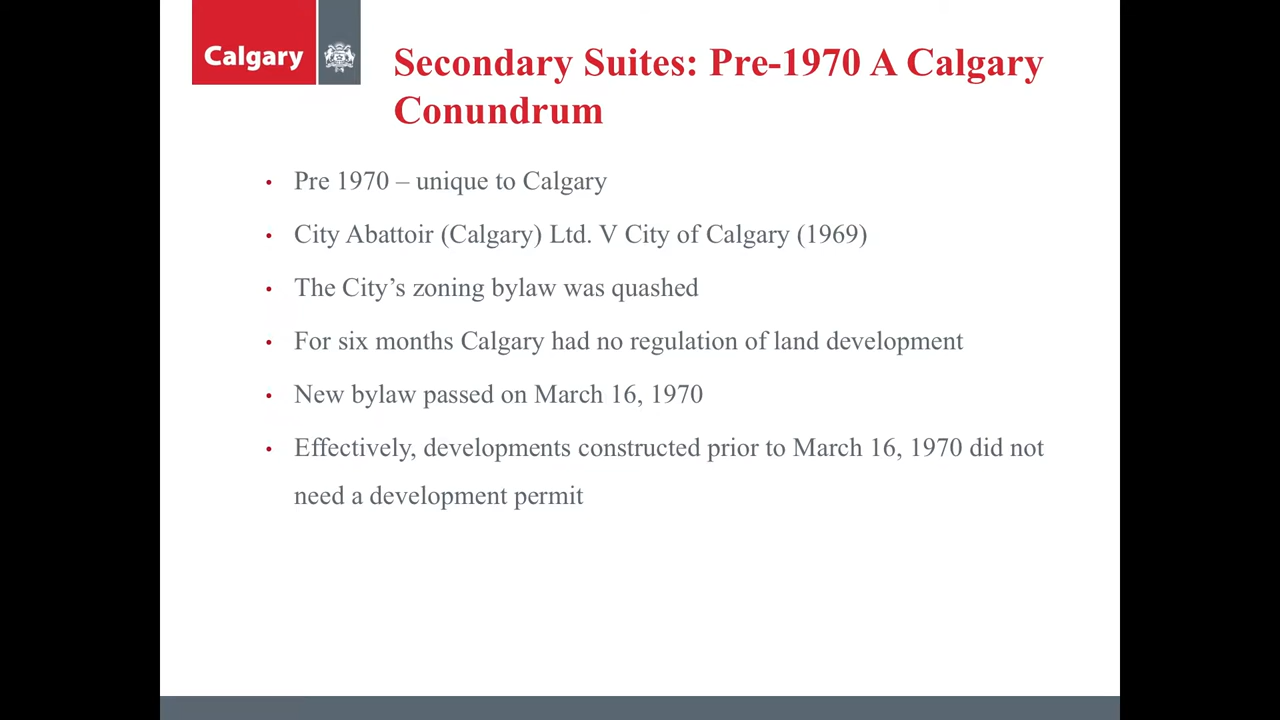 Calgary
Secondary Suites: Pre-1970 A Calgary
Conundrum
• Pre 1970 – unique to Calgary
• City Abattoir (Calgary) Ltd. V City of Calgary (1969)
• The City’s zoning bylaw was quashed
• For six months Calgary had no regulation of land development
• New bylaw passed on March 16, 1970
• Effectively, developments constructed prior to March 16, 1970 did not
need a development permit